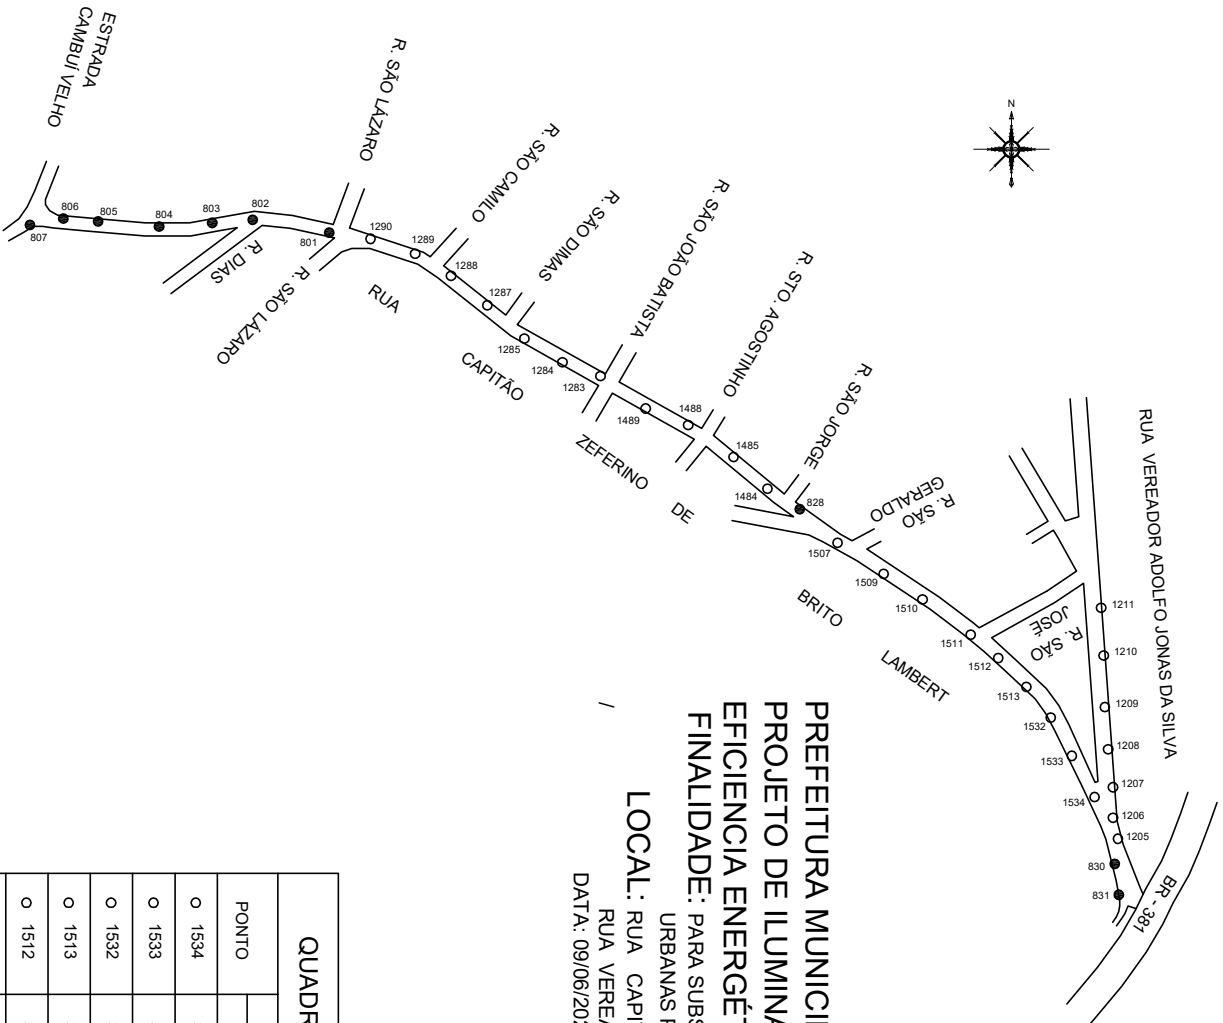 N
ESTRADA
CAMBUÍ VELHO
R. SÃO LÁZARO
R. SÃO CAMILO
R. SÃO DIMAS
R. SÃO JOÃO BATISTA
R. STO. AGOSTINHO
R. SÃO JORGE
R. SÃO
GERALDO
RUA VEREADOR ADOLFO JONAS DA SILVA
R. SÃO
JOSÉ
BR - 381
R. DIAS
R. SÃO LÁZARO
RUA
CAPITÃO
ZEFERINO
DE
BRITO
LAMBERT
807
806
805
804
803
802
801
1290
1289
1288
1287
1285
1284
1283
1489
1488
1485
1484
828
1507
1509
1510
1511
1512
1513
1532
1533
1534
1211
1210
1209
1208
1207
1206
1205
830
831
PREFEITURA MUNICI
PROJETO DE ILUMINA
EFICIENCIA ENERGÉT
FINALIDADE: PARA SUBS
URBANAS
LOCAL: RUA CAPI
RUA VEREA
DATA: 09/06/202
/
QUADR
PONTO
1534
1533
1532
1513
1512